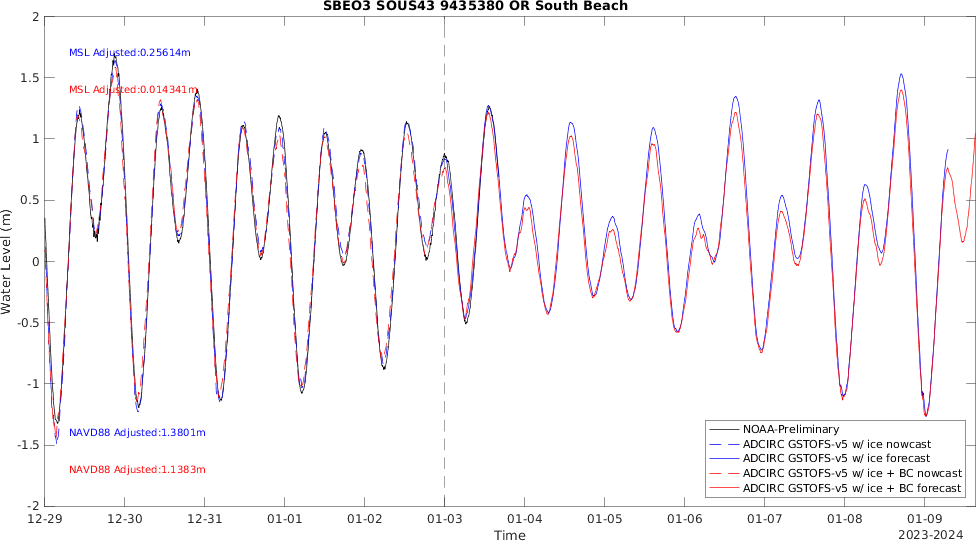 SBEO3 SOUS43 9435380 OR South Beach
2
1.5
1
0.5
0
-0.5
-1
-1.5
-2
Water Level (m)
MSL Adjusted:0.25614m
MSL Adjusted:0.014341m
NAVD88 Adjusted:1.3801m
NAVD88 Adjusted:1.1383m
NOAA-Preliminary
ADCIRC GSTOFS-v5 w/ ice nowcast
ADCIRC GSTOFS-v5 w/ ice forecast
ADCIRC GSTOFS-v5 w/ ice + BC nowcast
ADCIRC GSTOFS-v5 w/ ice + BC forecast
12-29 12-30 12-31 01-01 01-02 01-03 01-04 01-05 01-06 01-07 01-08 01-09
Time
2023-2024